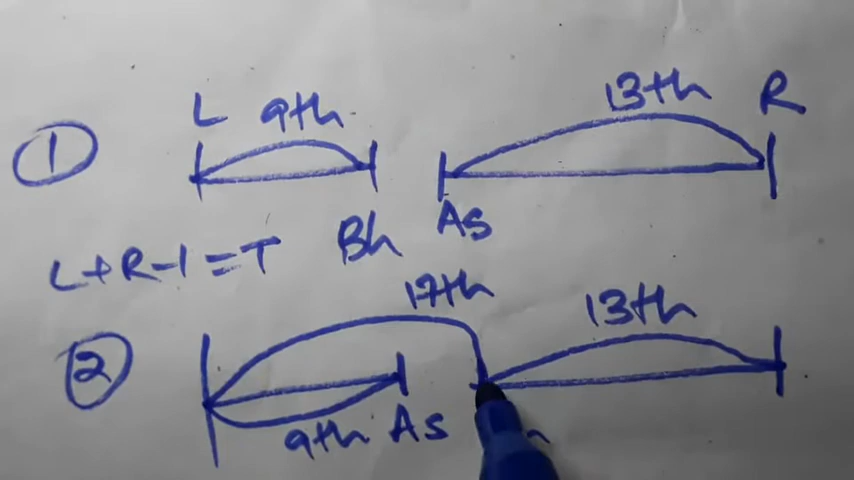 L 9th 13th R
1
Bh As
L+R-1=T
17th 13th
2
9th As